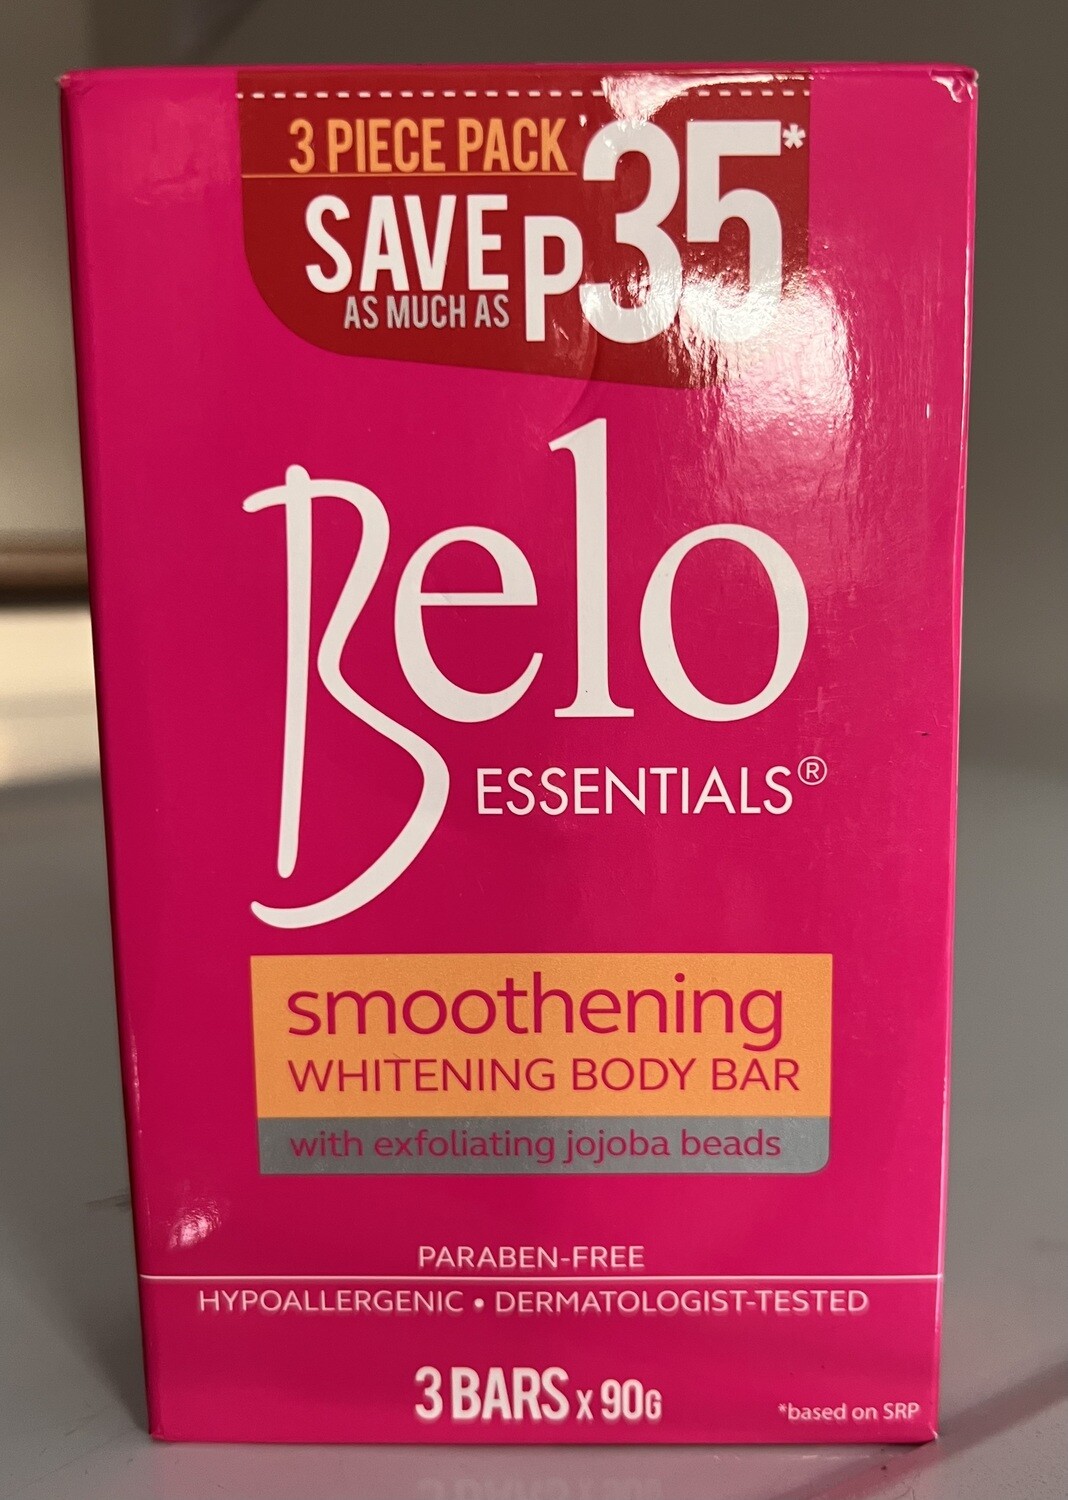 3 PIECE PACK
SAVE
AS MUCH AS
P35*
Belo
ESSENTIALS®
smoothening
WHITENING BODY BAR
with exfoliating jojoba beads
PARABEN-FREE
HYPOALLERGENIC • DERMATOLOGIST-TESTED
3 BARS x 90G
*based on SRP